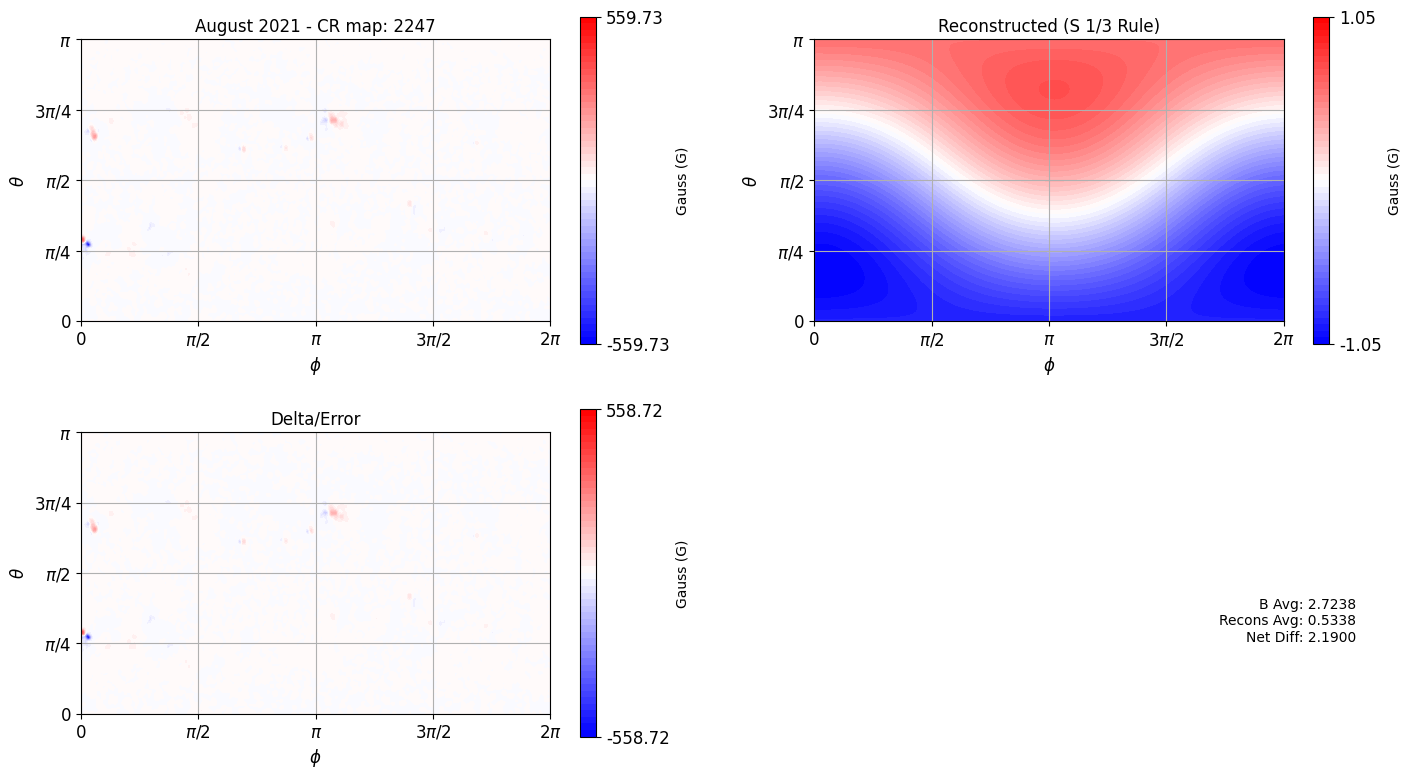 August 2021 - CR map: 2247
559.73
π
3π/4
π/2
π/4
0
θ
0
π/2
π
3π/2
2π
ϕ
-559.73
Gauss (G)
Reconstructed (S 1/3 Rule)
1.05
π
3π/4
π/2
π/4
0
θ
0
π/2
π
3π/2
2π
ϕ
-1.05
Gauss (G)
Delta/Error
558.72
π
3π/4
π/2
π/4
0
θ
0
π/2
π
3π/2
2π
ϕ
-558.72
Gauss (G)
B Avg: 2.7238
Recons Avg: 0.5338
Net Diff: 2.1900